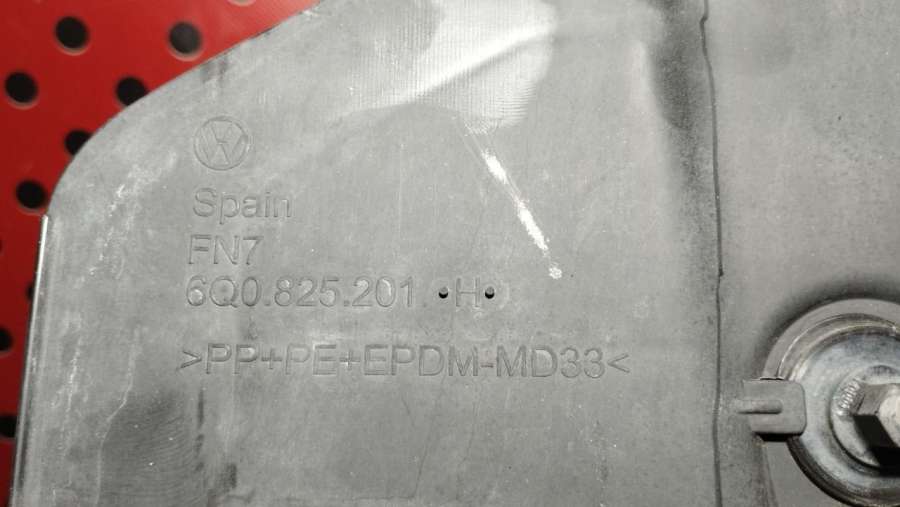 Spain
FN7
6Q0.825.201 •H•
>PP+PE+EPDM-MD33<